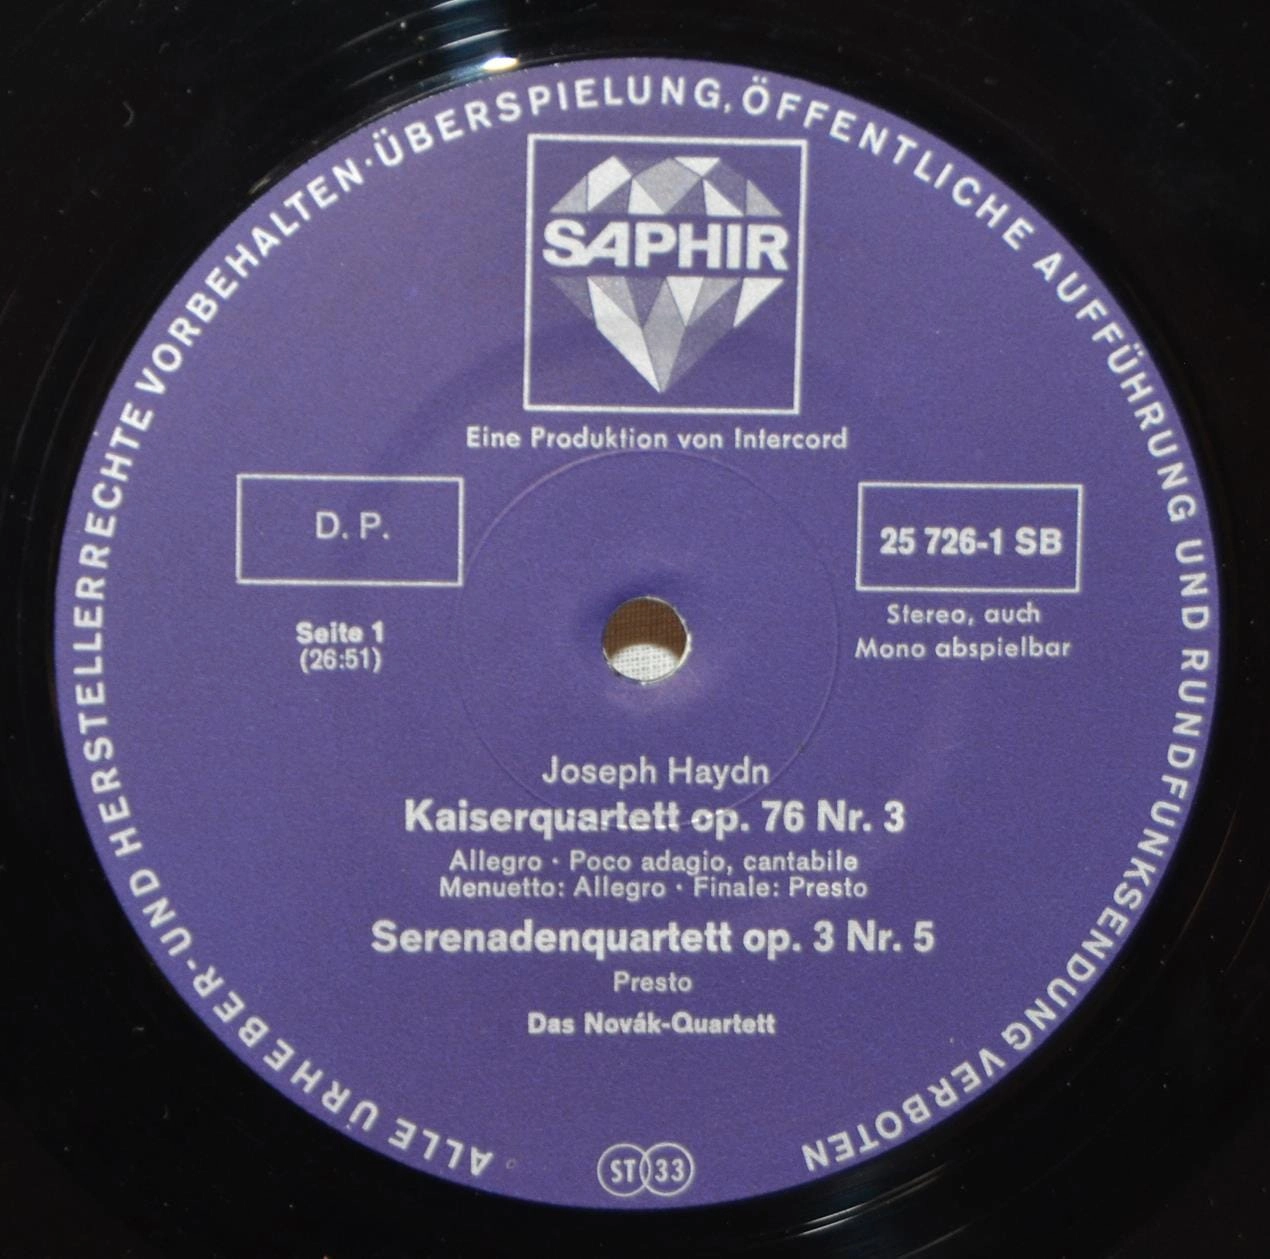 ALLE URHEBER- UND HERSTELLERRECHTE VORBEHALTEN · ÜBERSPIELUNG, ÖFFENTLICHE AUFFÜHRUNG UND RUNDFUNKSENDUNG VERBOTEN
SAPHIR
Eine Produktion von Intercord
D. P.
25 726-1 SB
Seite 1
(26:51)
Stereo, auch
Mono abspielbar
Joseph Haydn
Kaiserquartett op. 76 Nr. 3
Allegro · Poco adagio, cantabile
Menuetto: Allegro · Finale: Presto
Serenadenquartett op. 3 Nr. 5
Presto
Das Novák-Quartett
ST 33